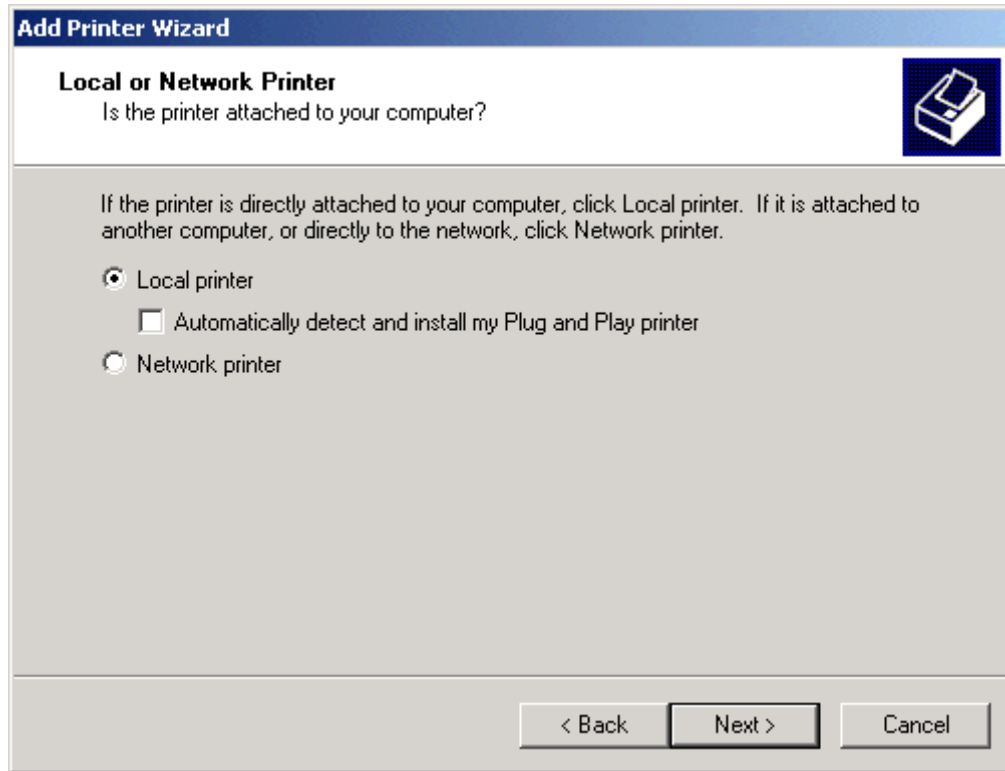 Add Printer Wizard
Local or Network Printer
Is the printer attached to your computer?
If the printer is directly attached to your computer, click Local printer.  If it is attached to
another computer, or directly to the network, click Network printer.
Local printer
Automatically detect and install my Plug and Play printer
Network printer
< Back
Next >
Cancel